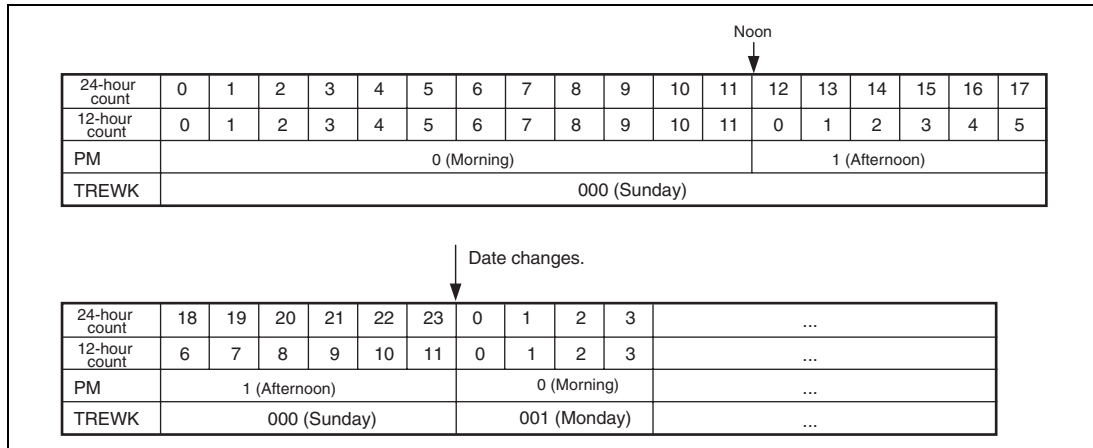 Noon
24-hour count 0 1 2 3 4 5 6 7 8 9 10 11 12 13 14 15 16 17
12-hour count 0 1 2 3 4 5 6 7 8 9 10 11 0 1 2 3 4 5
PM 0 (Morning) 1 (Afternoon)
TREWK 000 (Sunday)
Date changes.
24-hour count 18 19 20 21 22 23 0 1 2 3 ...
12-hour count 6 7 8 9 10 11 0 1 2 3 ...
PM 1 (Afternoon) 0 (Morning) ...
TREWK 000 (Sunday) 001 (Monday) ...